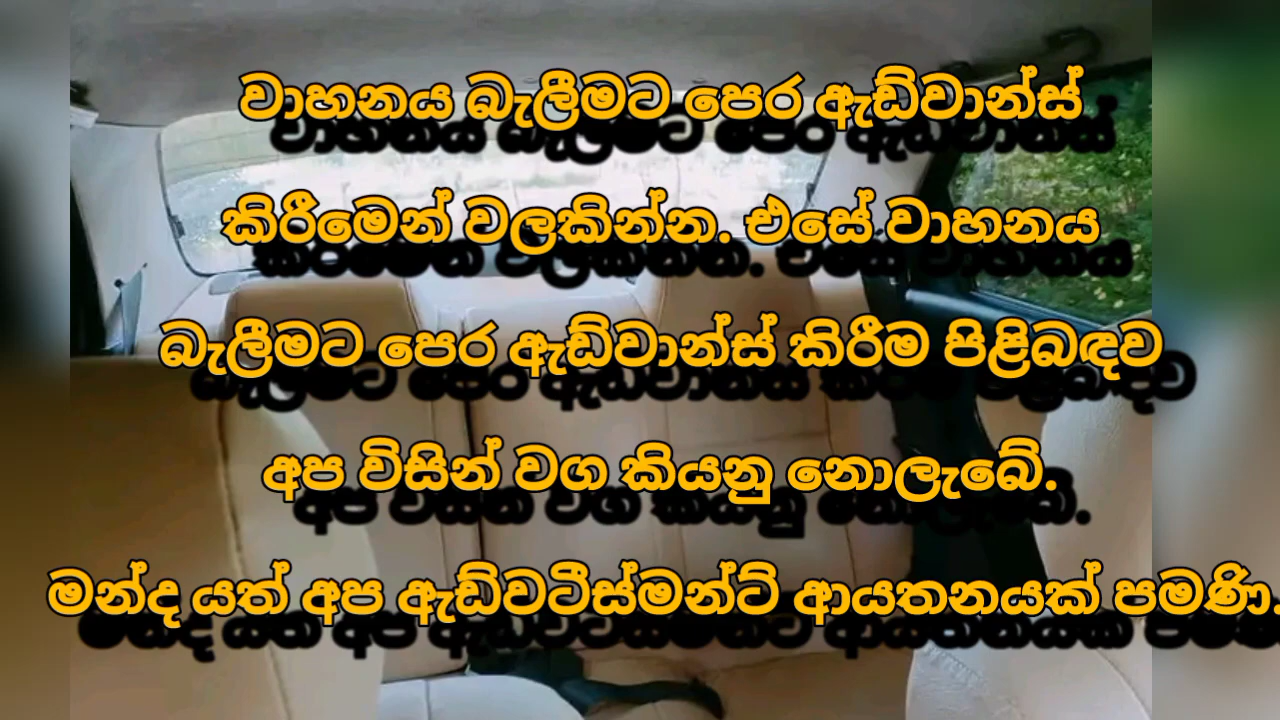 වාහනය බැලීමට පෙර ඇඩ්වාන්ස්
කිරීමෙන් වලකින්න. එසේ වාහනය
බැලීමට පෙර ඇඩ්වාන්ස් කිරීම පිළිබඳව
අප විසින් වග කියනු නොලැබේ.
මන්ද යත් අප ඇඩ්වටීස්මන්ට් ආයතනයක් පමණි.